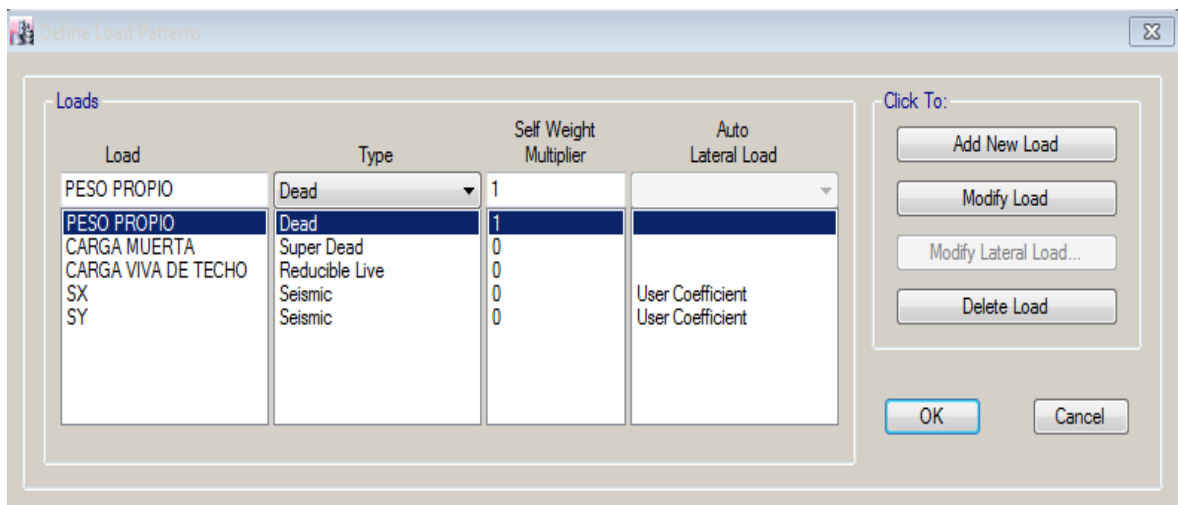 Define Load Patterns
Loads
Click To:
Load Type Self Weight Multiplier Auto Lateral Load
PESO PROPIO Dead 1
PESO PROPIO Dead 1
CARGA MUERTA Super Dead 0
CARGA VIVA DE TECHO Reducible Live 0
SX Seismic 0 User Coefficient
SY Seismic 0 User Coefficient
Add New Load
Modify Load
Modify Lateral Load...
Delete Load
OK Cancel